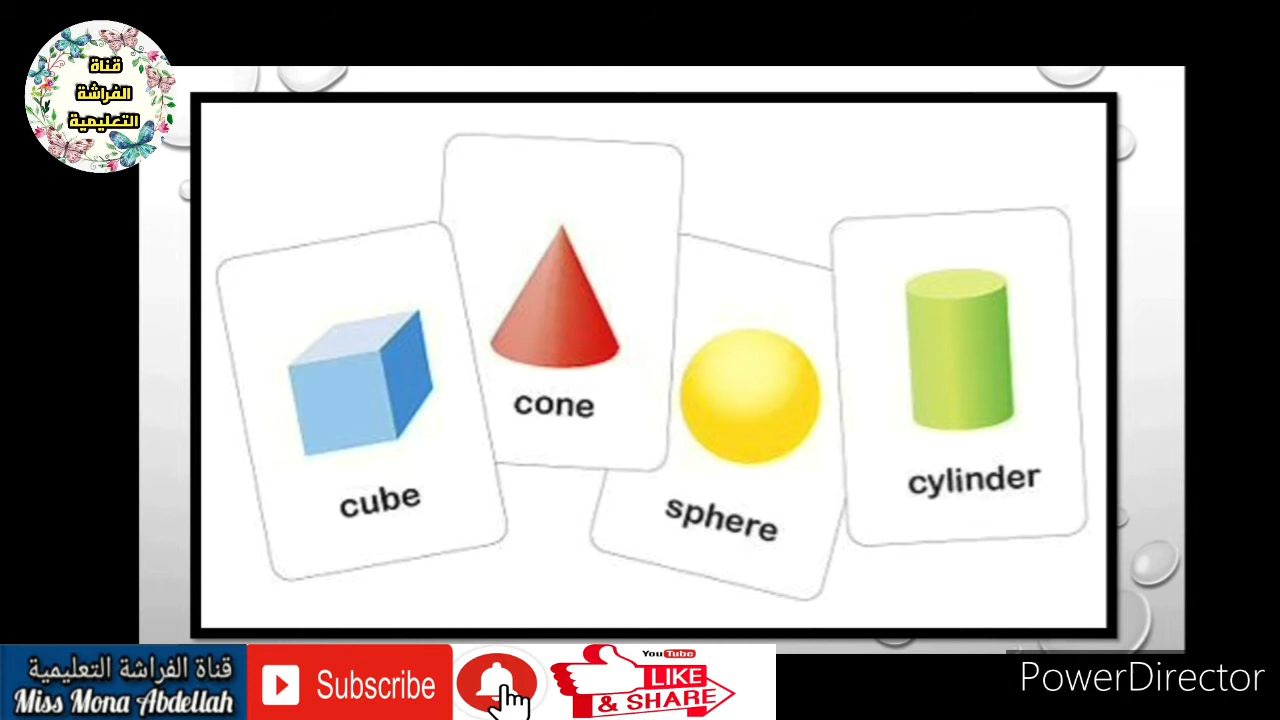 قناة
الفراشة
التعليمية
cube
cone
sphere
cylinder
قناة الفراشة التعليمية
Miss Mona Abdellah
Subscribe
YouTube
LIKE
& SHARE
PowerDirector